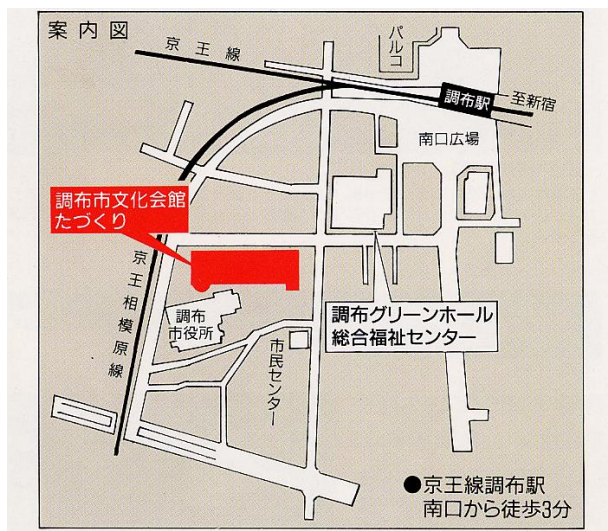 案内図
京王線
パルコ
調布駅
至新宿
南口広場
調布市文化会館
たづくり
京王相模原線
調布
市役所
市民センター
調布グリーンホール
総合福祉センター
●京王線調布駅
南口から徒歩3分